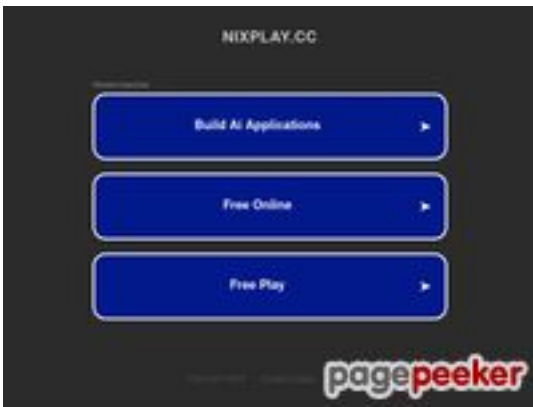 NIXPLAY.CC
Build Ai Applications
Free Online
Free Play
pagepeeker